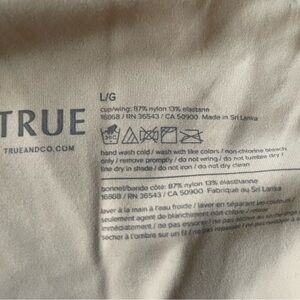 L/G
cup/wing: 87% nylon 13% elastane
16868 / RN 36543 / CA 50900 Made in Sri Lanka
TRUE
TRUEANDCO.COM
hand wash cold / wash with like colors / non-chlorine bleach
only / remove promptly / do not wring / do not tumble dry /
line dry in shade / do not iron / do not dry clean
bonnet/bande côté: 87% nylon 13% élasthanne
16868 / RN 36543 / CA 50900 Fabriqué au Sri Lanka
laver à la main à l'eau froide / laver en séparant les couleurs /
seulement agent de blanchiment non chloré / retirer
immédiatement / ne pas essorer / ne pas sécher au
sécher à l'ombre sur un fil / ne pas repasser / ne pas